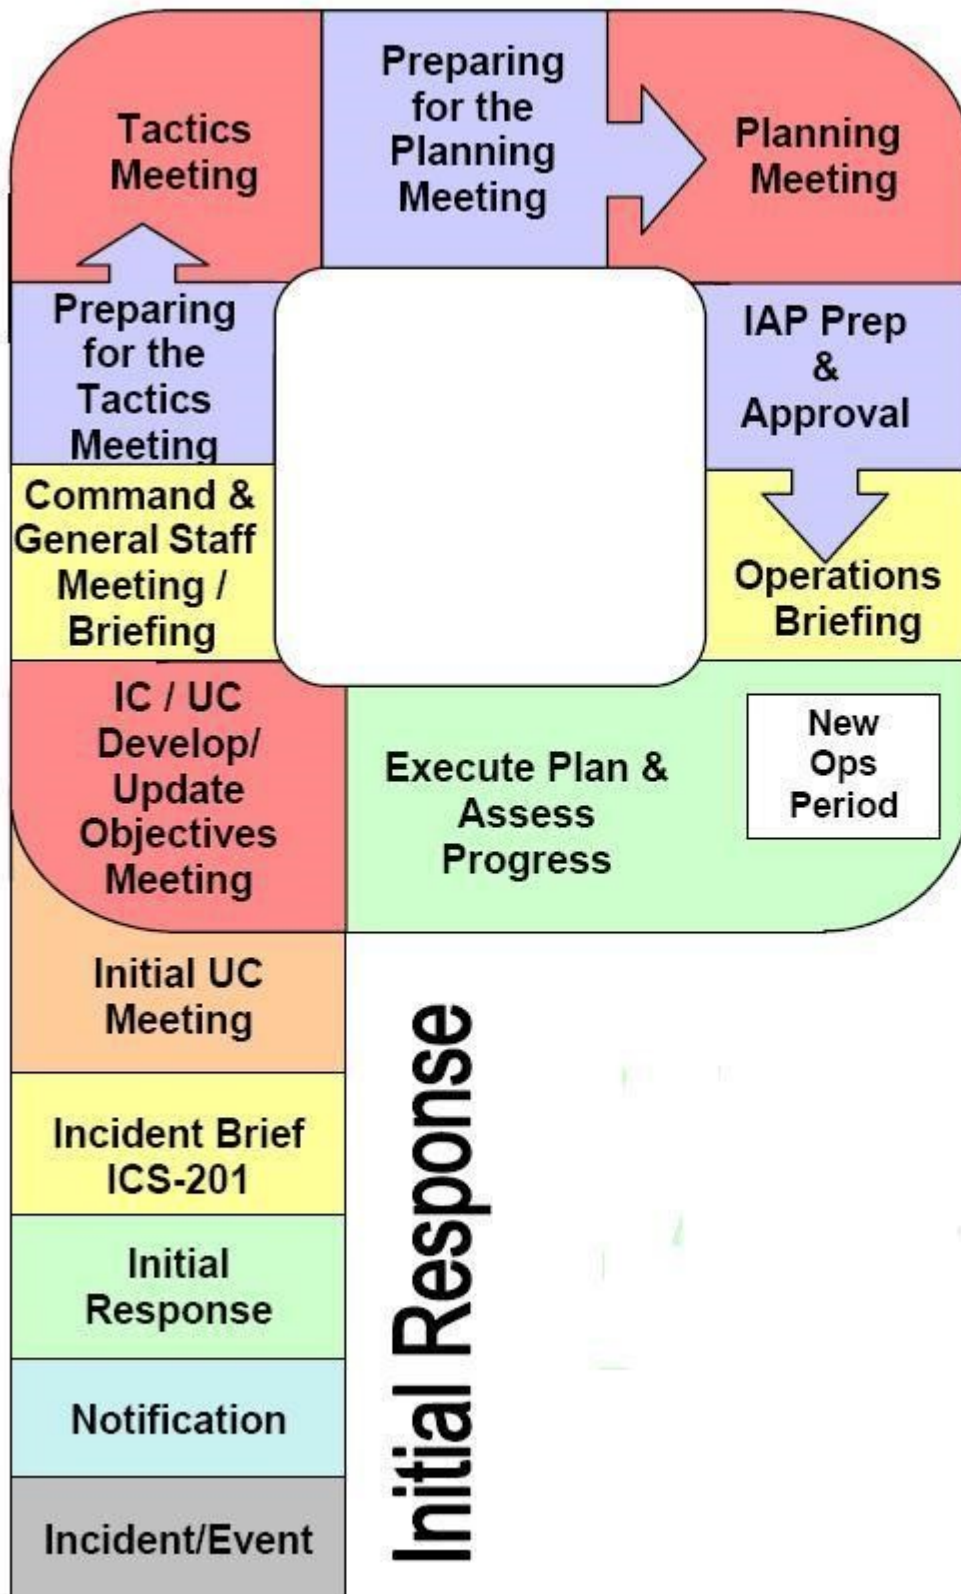 Tactics
Meeting
Preparing
for the
Planning
Meeting
Planning
Meeting
Preparing
for the
Tactics
Meeting
IAP Prep
&
Approval
Command &
General Staff
Meeting /
Briefing
Operations
Briefing
IC / UC
Develop/
Update
Objectives
Meeting
Execute Plan &
Assess
Progress
New
Ops
Period
Initial UC
Meeting
Incident Brief
ICS-201
Initial
Response
Notification
Incident/Event
Initial Response